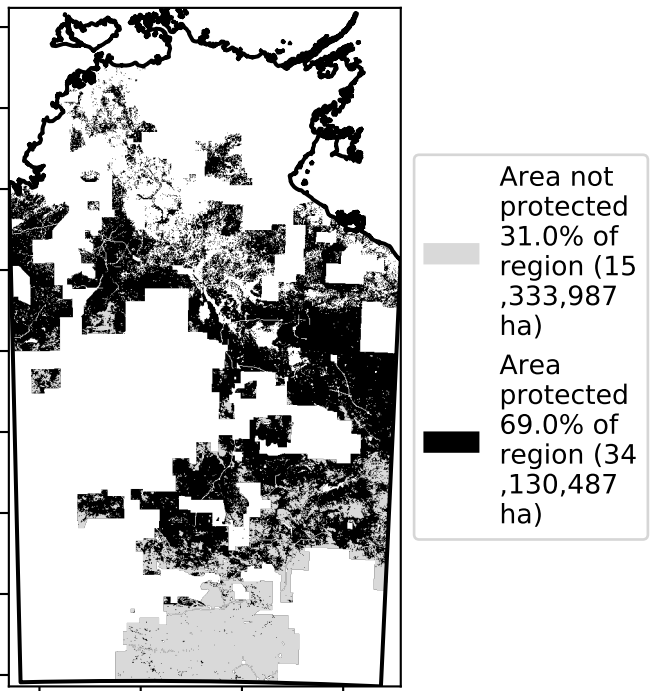 Area not
protected
31.0% of
region (15
,333,987
ha)
Area
protected
69.0% of
region (34
,130,487
ha)